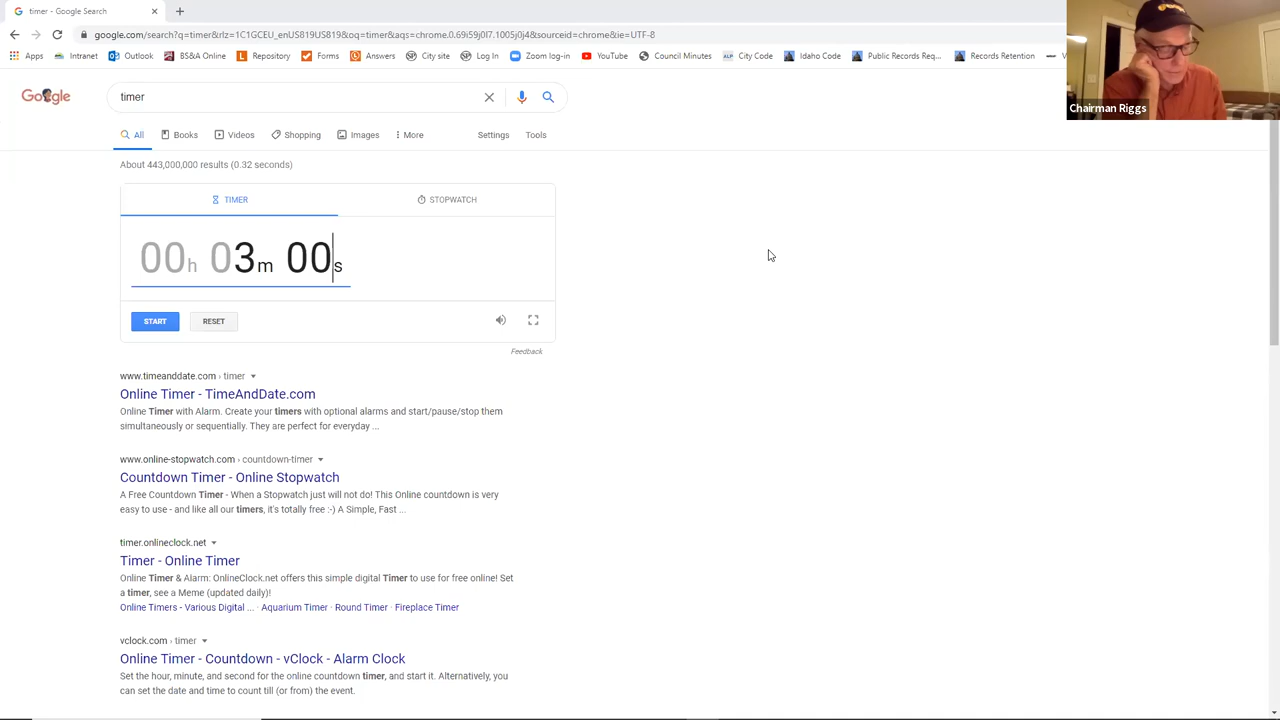 timer - Google Search
google.com/search?q=timer&rlz=1C1GCEU_enUS819US819&oq=timer&aqs=chrome.0.69i59j0l7.1005j0j4&sourceid=chrome&ie=UTF-8
Apps Intranet Outlook BS&A Online Repository Forms Answers City site Log In Zoom log-in YouTube Council Minutes City Code Idaho Code Public Records Req... Records Retention
Chairman Riggs
Google timer
All Books Videos Shopping Images More Settings Tools
About 443,000,000 results (0.32 seconds)
TIMER STOPWATCH
00h 03m 00s
START RESET
Feedback
www.timeanddate.com › timer
Online Timer - TimeAndDate.com
Online Timer with Alarm. Create your timers with optional alarms and start/pause/stop them
simultaneously or sequentially. They are perfect for everyday ...
www.online-stopwatch.com › countdown-timer
Countdown Timer - Online Stopwatch
A Free Countdown Timer - When a Stopwatch just will not do! This Online countdown is very
easy to use - and like all our timers, it's totally free :-) A Simple, Fast ...
timer.onlineclock.net
Timer - Online Timer
Online Timer & Alarm: OnlineClock.net offers this simple digital Timer to use for free online! Set
a timer, see a Meme (updated daily)!
Online Timers - Various Digital ... · Aquarium Timer · Round Timer · Fireplace Timer
vclock.com › timer
Online Timer - Countdown - vClock - Alarm Clock
Set the hour, minute, and second for the online countdown timer, and start it. Alternatively, you
can set the date and time to count till (or from) the event.